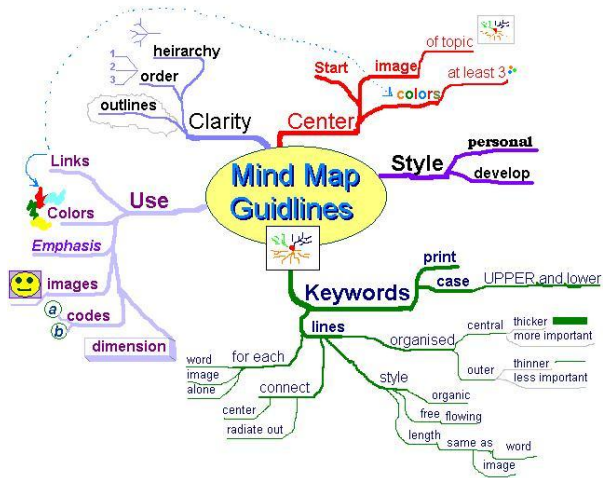 Mind Map
Guidlines
Center
Start
image
of topic
colors
at least 3
Style
personal
develop
Keywords
print
case
UPPER and lower
lines
organised
central
thicker
more important
outer
thinner
less important
style
organic
free flowing
length
same as
word
image
connect
center
radiate out
for each
word
image
alone
Use
Links
Colors
Emphasis
images
codes
a
b
dimension
Clarity
heirarchy
order
1
2
3
outlines